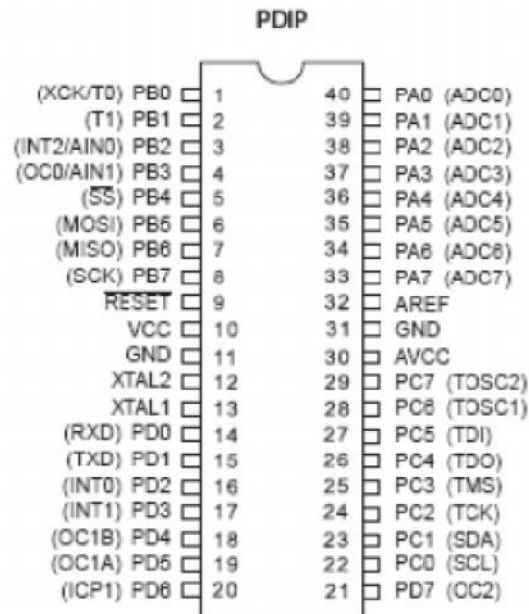 PDIP
(XCK/T0) PB0 1 40 PA0 (ADC0)
(T1) PB1 2 39 PA1 (ADC1)
(INT2/AIN0) PB2 3 38 PA2 (ADC2)
(OC0/AIN1) PB3 4 37 PA3 (ADC3)
(SS) PB4 5 36 PA4 (ADC4)
(MOSI) PB5 6 35 PA5 (ADC5)
(MISO) PB6 7 34 PA6 (ADC6)
(SCK) PB7 8 33 PA7 (ADC7)
RESET 9 32 AREF
VCC 10 31 GND
GND 11 30 AVCC
XTAL2 12 29 PC7 (TOSC2)
XTAL1 13 28 PC6 (TOSC1)
(RXD) PD0 14 27 PC5 (TDI)
(TXD) PD1 15 26 PC4 (TDO)
(INT0) PD2 16 25 PC3 (TMS)
(INT1) PD3 17 24 PC2 (TCK)
(OC1B) PD4 18 23 PC1 (SDA)
(OC1A) PD5 19 22 PC0 (SCL)
(ICP1) PD6 20 21 PD7 (OC2)